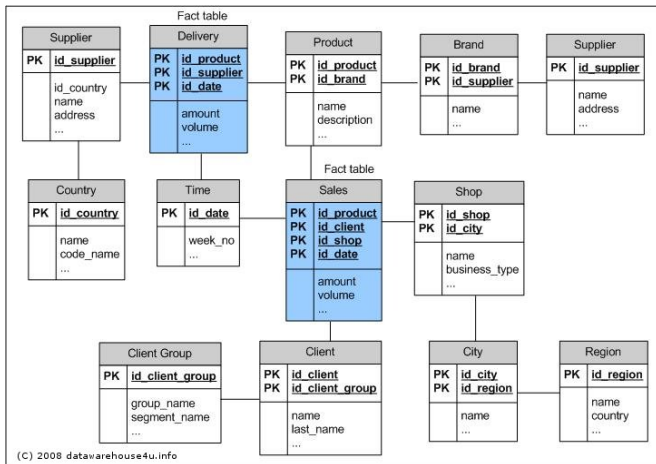 Fact table
Supplier
PK id_supplier
id_country
name
address
...
Delivery
PK id_product
PK id_supplier
PK id_date
amount
volume
...
Product
PK id_product
PK id_brand
name
description
...
Brand
PK id_brand
PK id_supplier
name
...
Supplier
PK id_supplier
name
address
...
Country
PK id_country
name
code_name
...
Time
PK id_date
week_no
...
Fact table
Sales
PK id_product
PK id_client
PK id_shop
PK id_date
amount
volume
...
Shop
PK id_shop
PK id_city
name
business_type
...
Client Group
PK id_client_group
group_name
segment_name
...
Client
PK id_client
PK id_client_group
name
last_name
...
City
PK id_city
PK id_region
name
...
Region
PK id_region
name
country
...
(C) 2008 datawarehouse4u.info